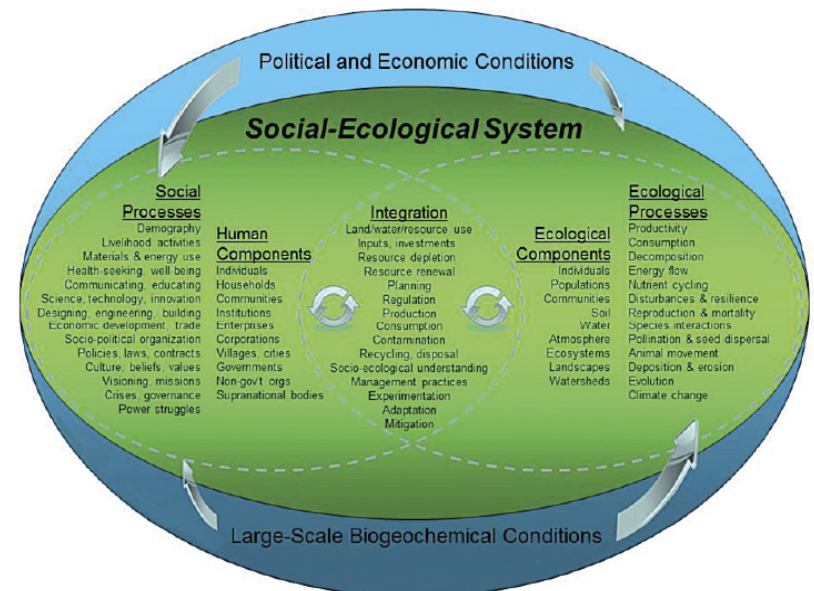 Political and Economic Conditions
Social-Ecological System
Social
Processes
Demography
Livelihood activities
Materials & energy use
Health-seeking, well-being
Communicating, educating
Science, technology, innovation
Designing, engineering, building
Economic development, trade
Socio-political organization
Policies, laws, contracts
Culture, beliefs, values
Visioning, missions
Crises, governance
Power struggles
Human
Components
Individuals
Households
Communities
Institutions
Enterprises
Corporations
Villages, cities
Governments
Non-gov't orgs
Supranational bodies
Integration
Land/water/resource use
Inputs, investments
Resource depletion
Resource renewal
Planning
Regulation
Production
Consumption
Contamination
Recycling, disposal
Socio-ecological understanding
Management practices
Experimentation
Adaptation
Mitigation
Ecological
Components
Individuals
Populations
Communities
Soil
Water
Atmosphere
Ecosystems
Landscapes
Watersheds
Ecological
Processes
Productivity
Consumption
Decomposition
Energy flow
Nutrient cycling
Disturbances & resilience
Reproduction & mortality
Species interactions
Pollination & seed dispersal
Animal movement
Deposition & erosion
Evolution
Climate change
Large-Scale Biogeochemical Conditions